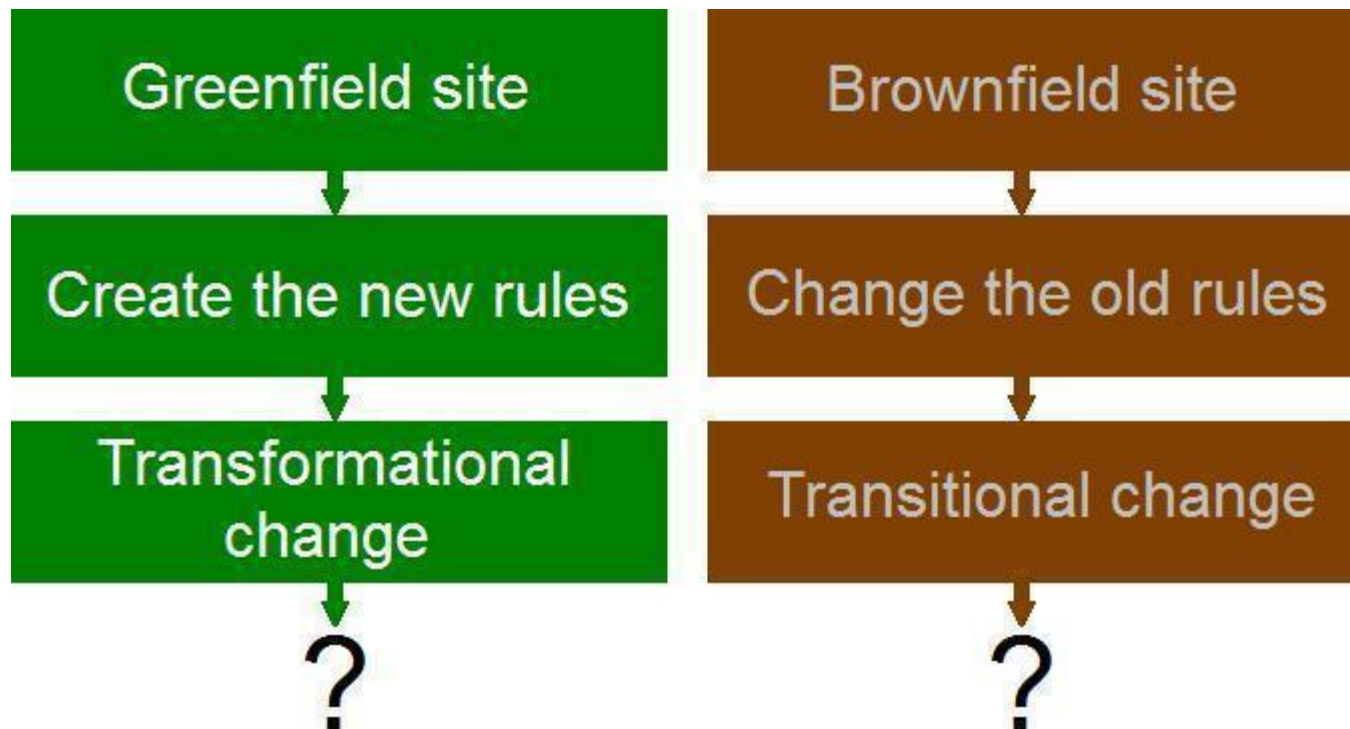 Greenfield site
Create the new rules
Transformational
change
?
Brownfield site
Change the old rules
Transitional change
?